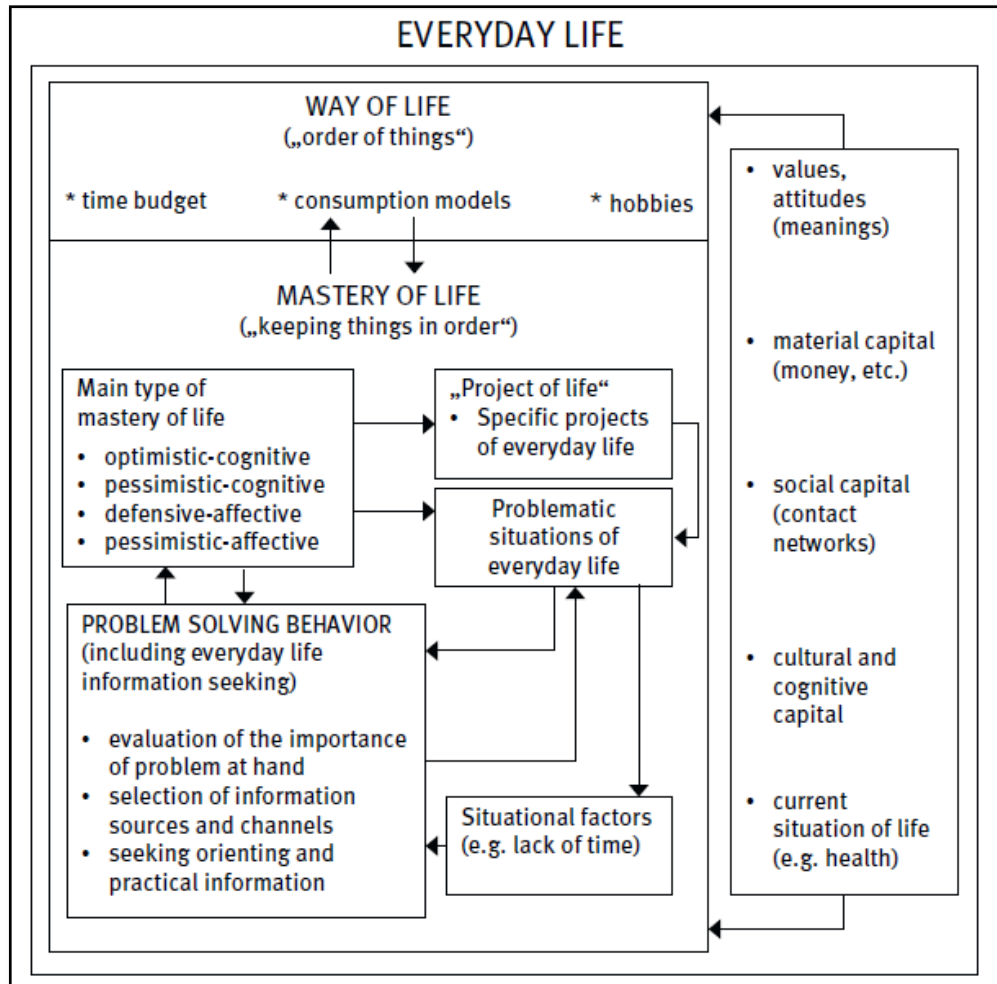 EVERYDAY LIFE
WAY OF LIFE
(„order of things“)
* time budget
* consumption models
* hobbies
MASTERY OF LIFE
(„keeping things in order“)
Main type of
mastery of life
• optimistic-cognitive
• pessimistic-cognitive
• defensive-affective
• pessimistic-affective
„Project of life“
• Specific projects
of everyday life
Problematic
situations of
everyday life
PROBLEM SOLVING BEHAVIOR
(including everyday life
information seeking)
• evaluation of the importance
of problem at hand
• selection of information
sources and channels
• seeking orienting and
practical information
Situational factors
(e.g. lack of time)
• values,
attitudes
(meanings)
• material capital
(money, etc.)
• social capital
(contact
networks)
• cultural and
cognitive
capital
• current
situation of life
(e.g. health)